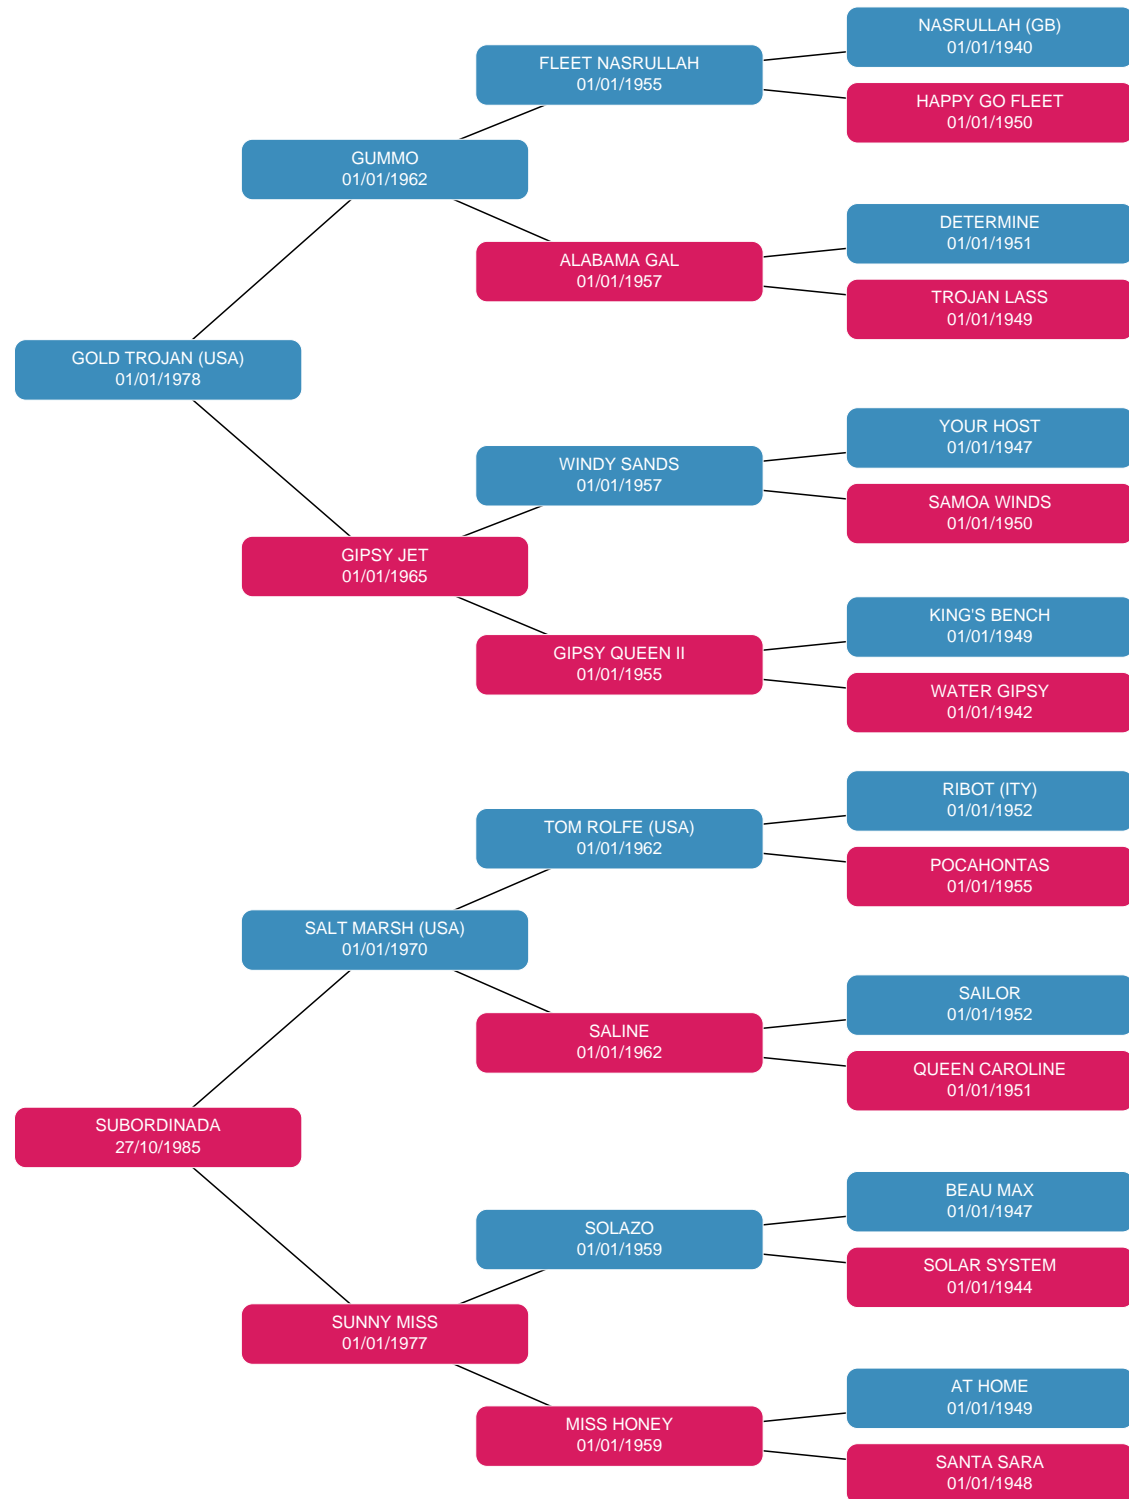 NASRULLAH (GB)
01/01/1940
FLEET NASRULLAH
01/01/1955
HAPPY GO FLEET
01/01/1950
GUMMO
01/01/1962
DETERMINE
01/01/1951
ALABAMA GAL
01/01/1957
TROJAN LASS
01/01/1949
GOLD TROJAN (USA)
01/01/1978
YOUR HOST
01/01/1947
WINDY SANDS
01/01/1957
SAMOA WINDS
01/01/1950
GIPSY JET
01/01/1965
KING'S BENCH
01/01/1949
GIPSY QUEEN II
01/01/1955
WATER GIPSY
01/01/1942
RIBOT (ITY)
01/01/1952
TOM ROLFE (USA)
01/01/1962
POCAHONTAS
01/01/1955
SALT MARSH (USA)
01/01/1970
SAILOR
01/01/1952
SALINE
01/01/1962
QUEEN CAROLINE
01/01/1951
SUBORDINADA
27/10/1985
BEAU MAX
01/01/1947
SOLAZO
01/01/1959
SOLAR SYSTEM
01/01/1944
SUNNY MISS
01/01/1977
AT HOME
01/01/1949
MISS HONEY
01/01/1959
SANTA SARA
01/01/1948